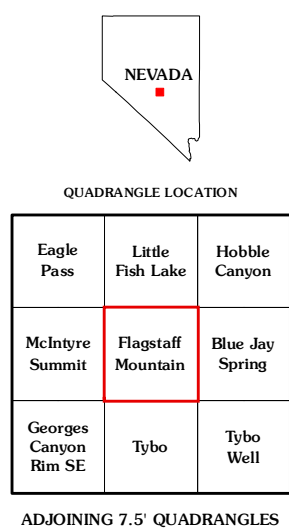 NEVADA
QUADRANGLE LOCATION
Eagle
Pass
Little
Fish Lake
Hobble
Canyon
McIntyre
Summit
Flagstaff
Mountain
Blue Jay
Spring
Georges
Canyon
Rim SE
Tybo
Tybo
Well
ADJOINING 7.5' QUADRANGLES